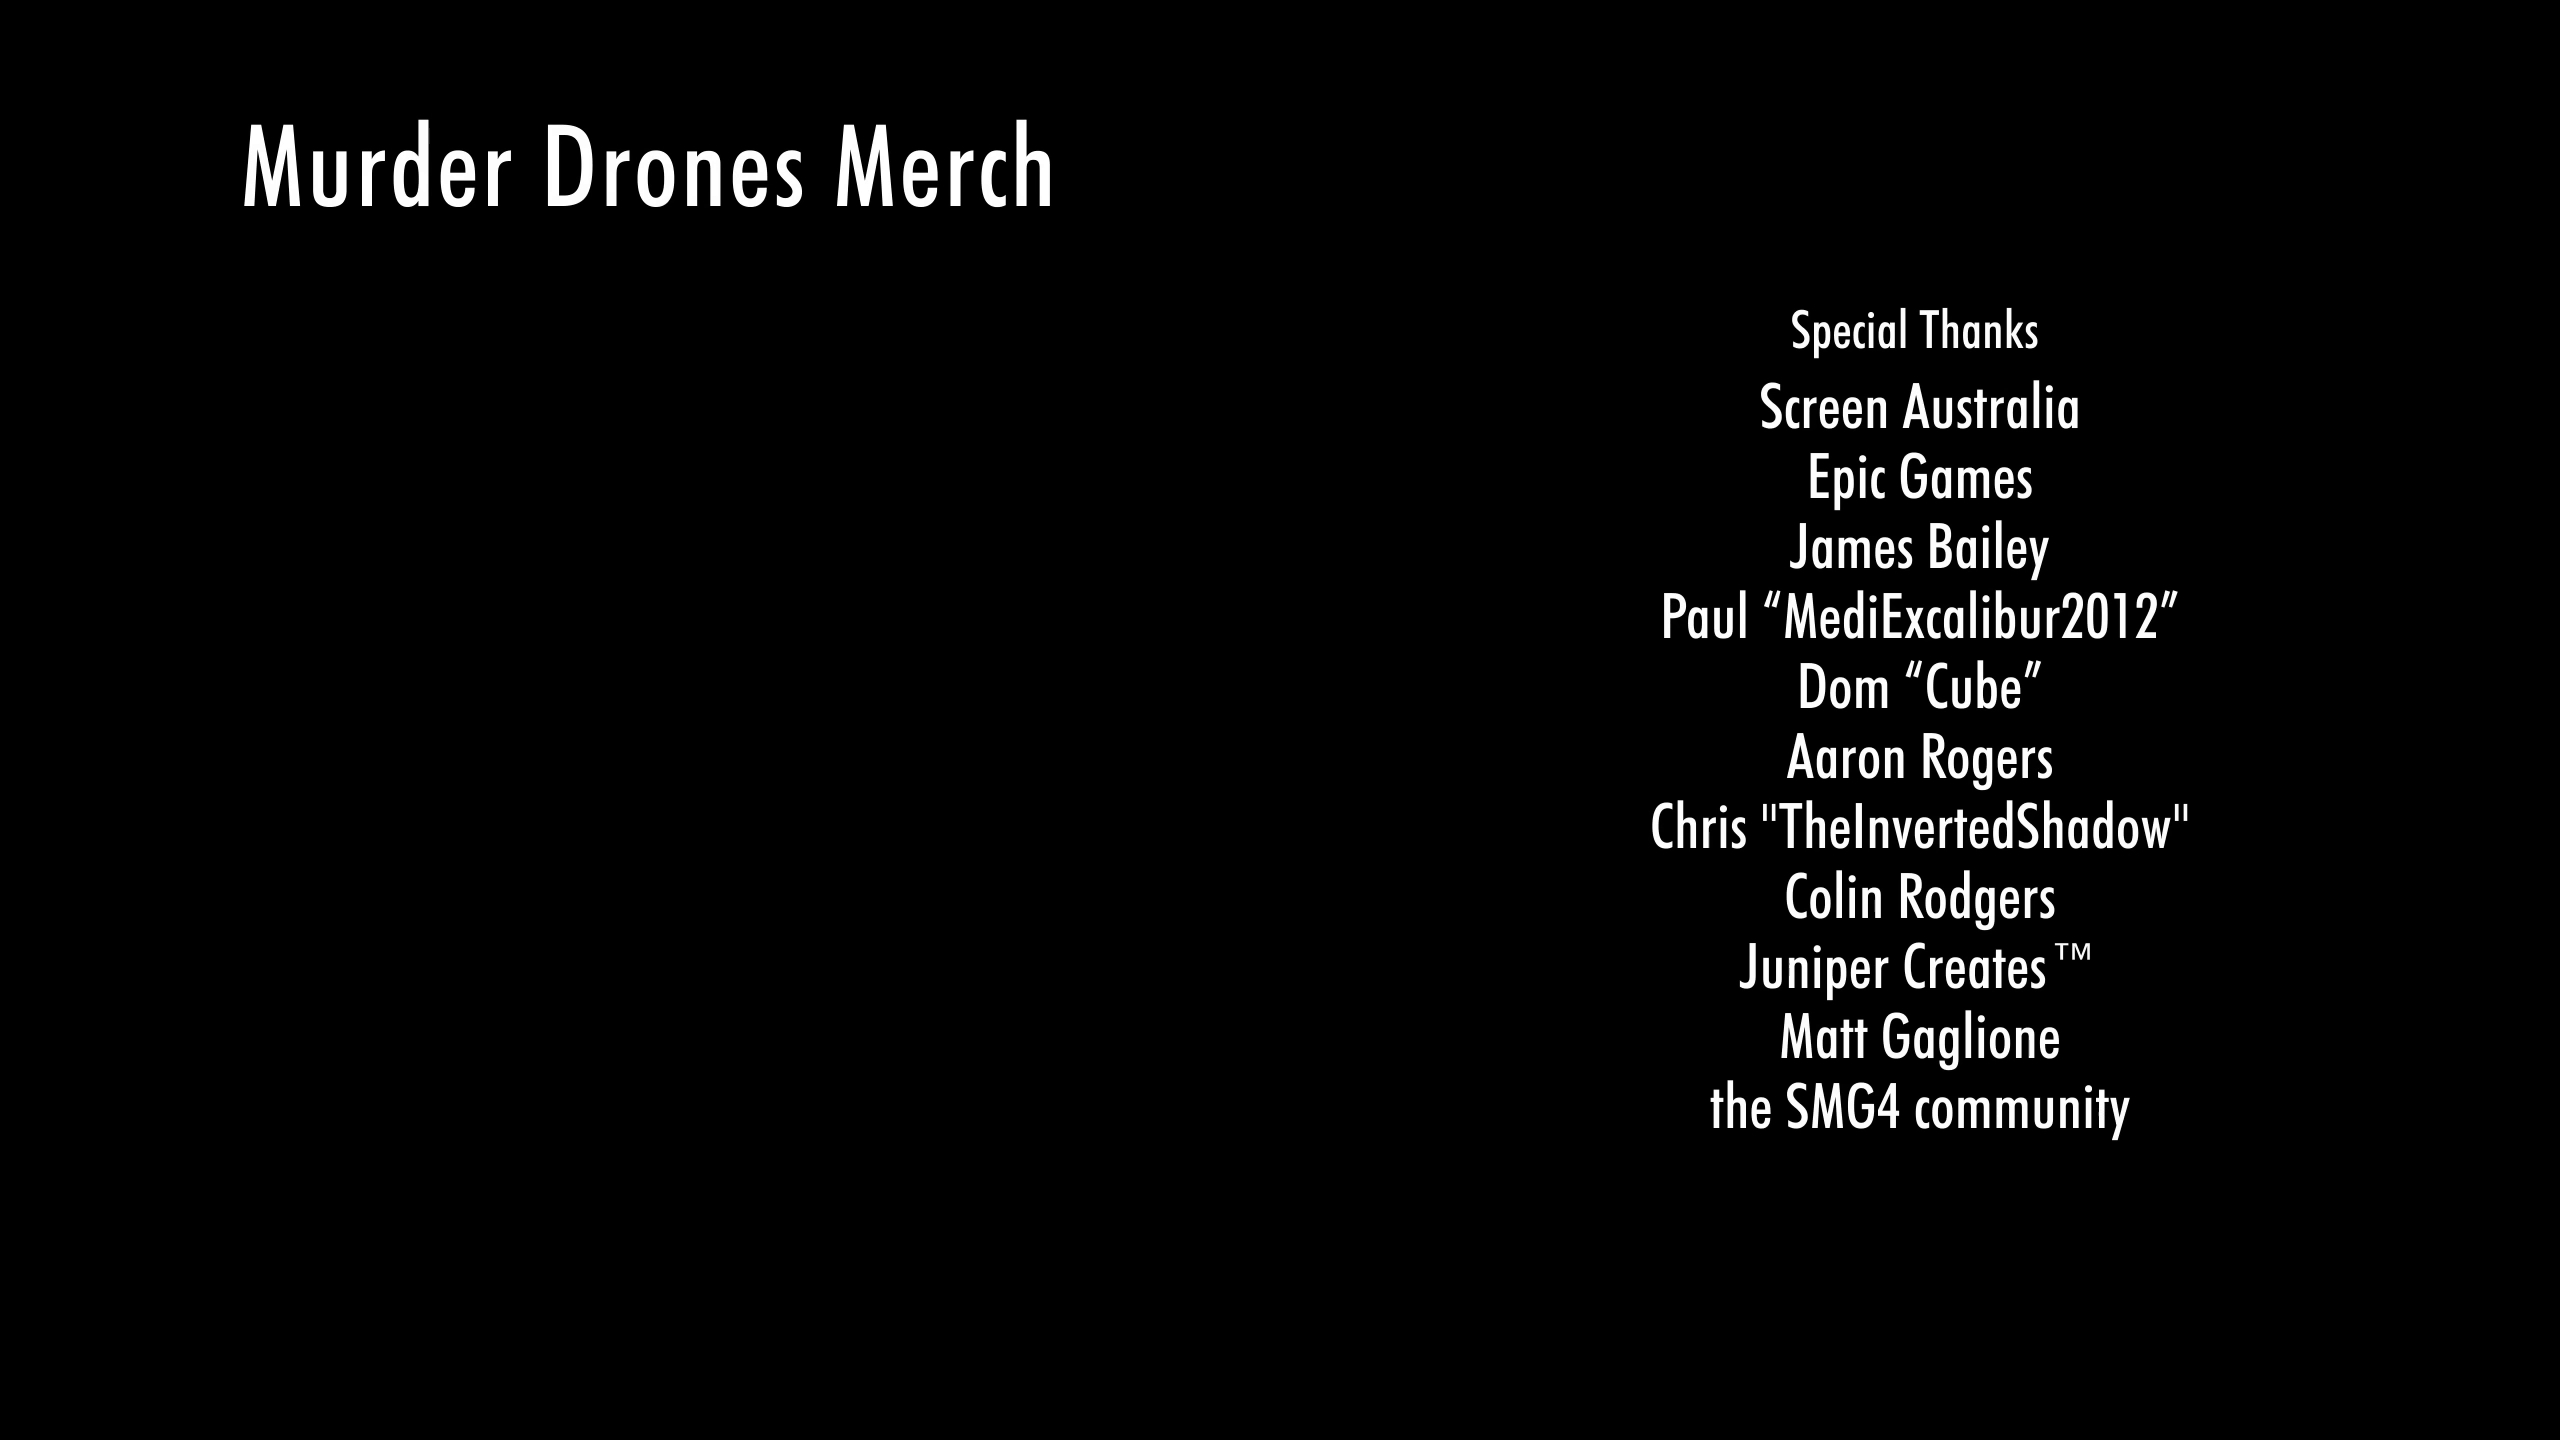 Murder Drones Merch
Special Thanks
Screen Australia
Epic Games
James Bailey
Paul “MediExcalibur2012”
Dom “Cube”
Aaron Rogers
Chris "TheInvertedShadow"
Colin Rodgers
Juniper Creates™
Matt Gaglione
the SMG4 community